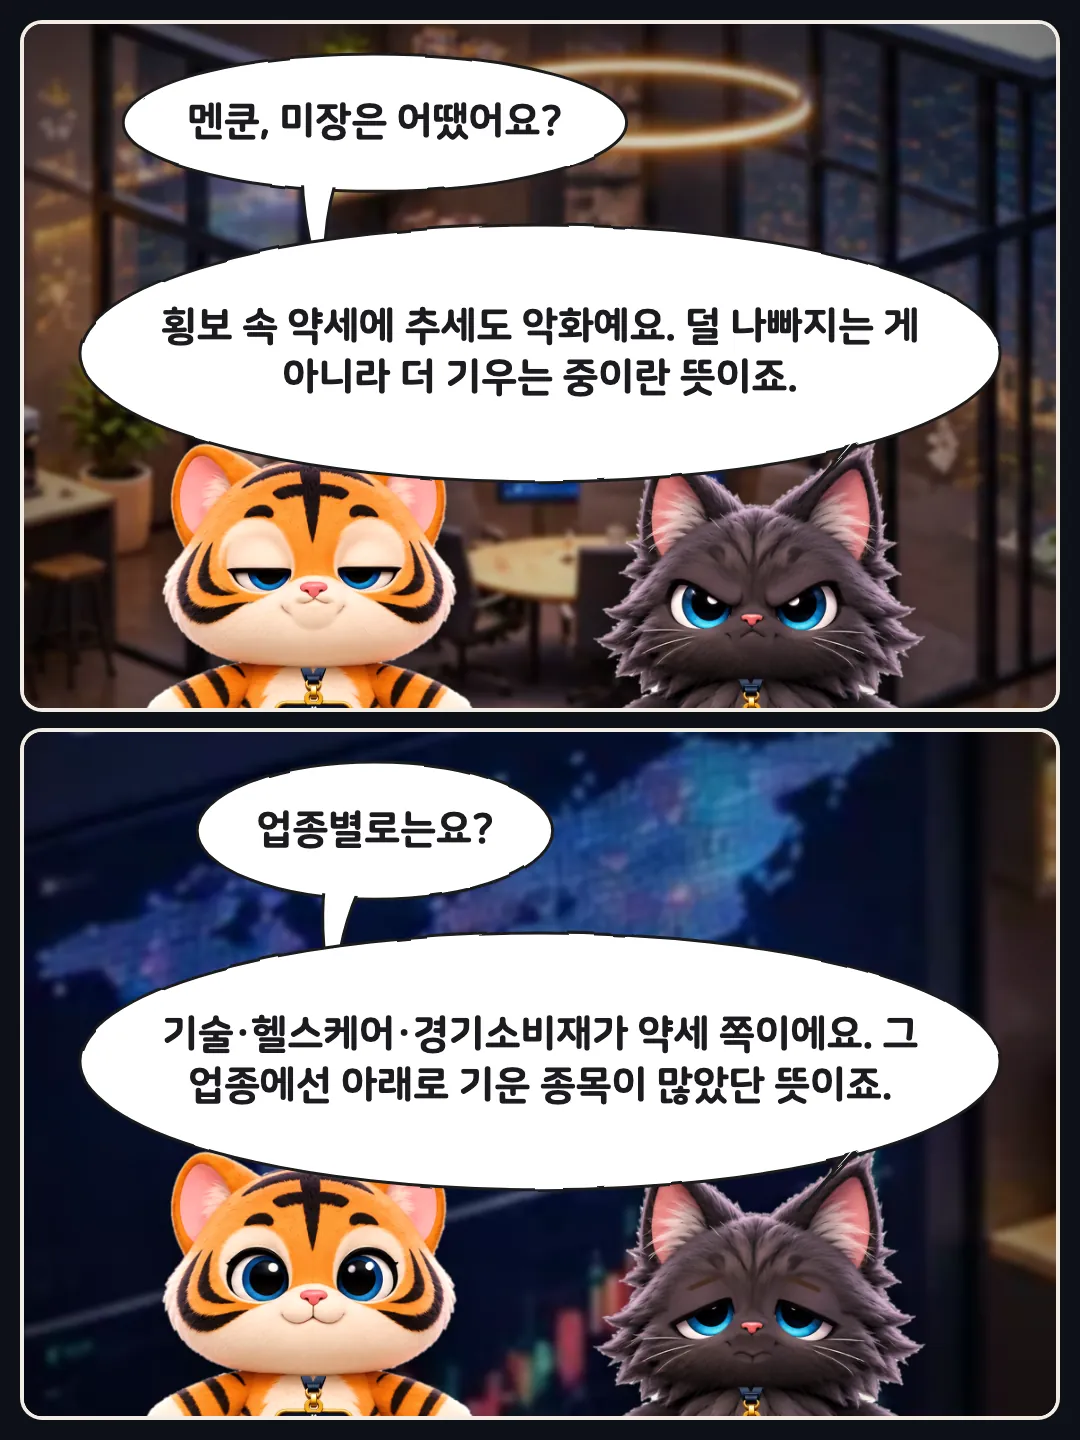 멘쿤, 미장은 어땠어요?
횡보 속 약세에 추세도 악화예요. 덜 나빠지는 게
아니라 더 기우는 중이란 뜻이죠.
업종별로는요?
기술·헬스케어·경기소비재가 약세 쪽이에요. 그
업종에선 아래로 기운 종목이 많았단 뜻이죠.